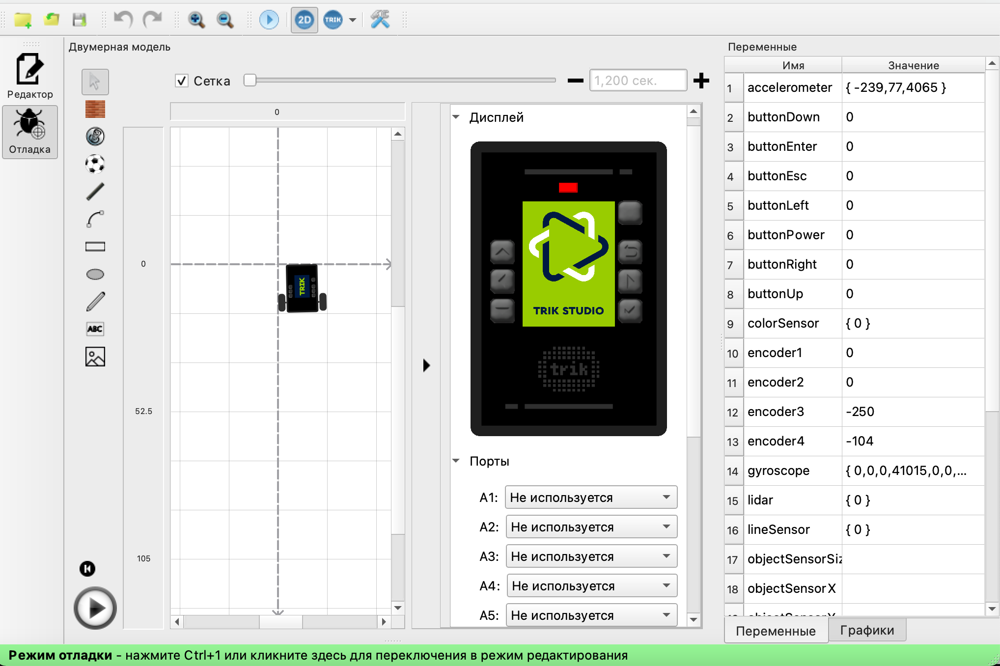 2D
TRIK
Редактор
Отладка
Двумерная модель
ABC
Сетка
1,200 сек.
0
0
52.5
105
TRIK
Дисплей
TRIK STUDIO
trik
Порты
A1: Не используется
A2: Не используется
A3: Не используется
A4: Не используется
A5: Не используется
Переменные
Имя Значение
1 accelerometer { -239,77,4065 }
2 buttonDown 0
3 buttonEnter 0
4 buttonEsc 0
5 buttonLeft 0
6 buttonPower 0
7 buttonRight 0
8 buttonUp 0
9 colorSensor { 0 }
10 encoder1 0
11 encoder2 0
12 encoder3 -250
13 encoder4 -104
14 gyroscope { 0,0,0,41015,0,0,...
15 lidar { 0 }
16 lineSensor { 0 }
17 objectSensorSiz
18 objectSensorX
Переменные Графики
Режим отладки - нажмите Ctrl+1 или кликните здесь для переключения в режим редактирования